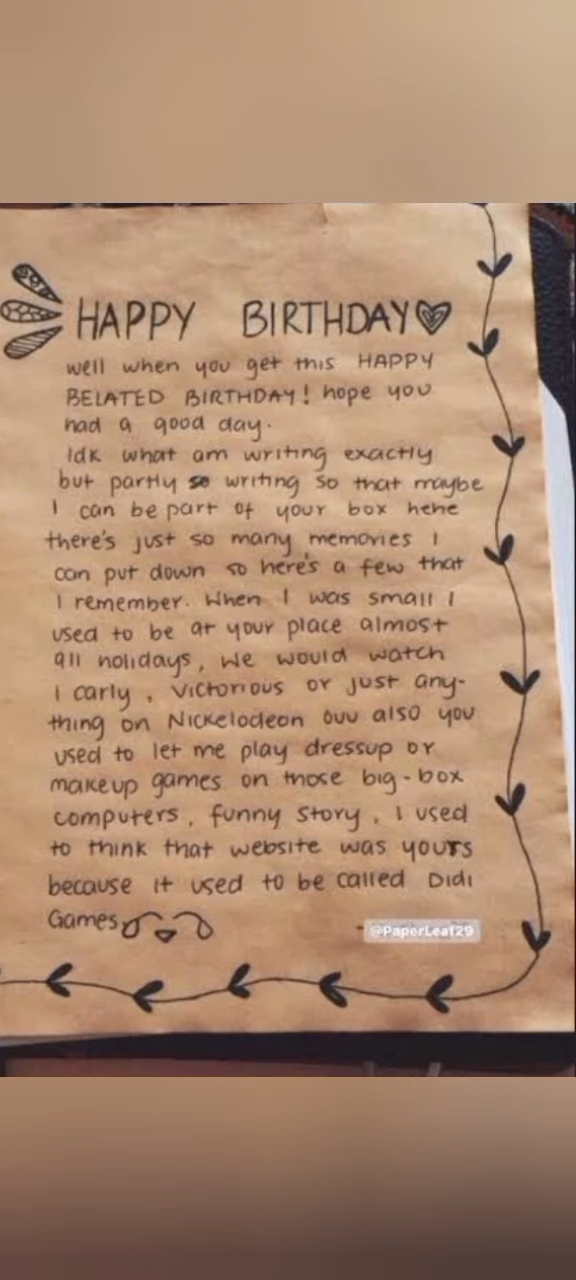 HAPPY BIRTHDAY
well when you get this HAPPY
BELATED BIRTHDAY! hope you
had a good day.
Idk what am writing exactly
but partly so writing so that maybe
I can be part of your box hehe
there's just so many memories I
can put down so here's a few that
I remember. When I was small I
used to be at your place almost
all holidays, we would watch
I carly, Victorious or just any-
thing on Nickelodeon ouu also you
used to let me play dressup or
makeup games on those big-box
computers, funny story, I used
to think that website was yours
because it used to be called Didi
Games
@PaperLeaf29